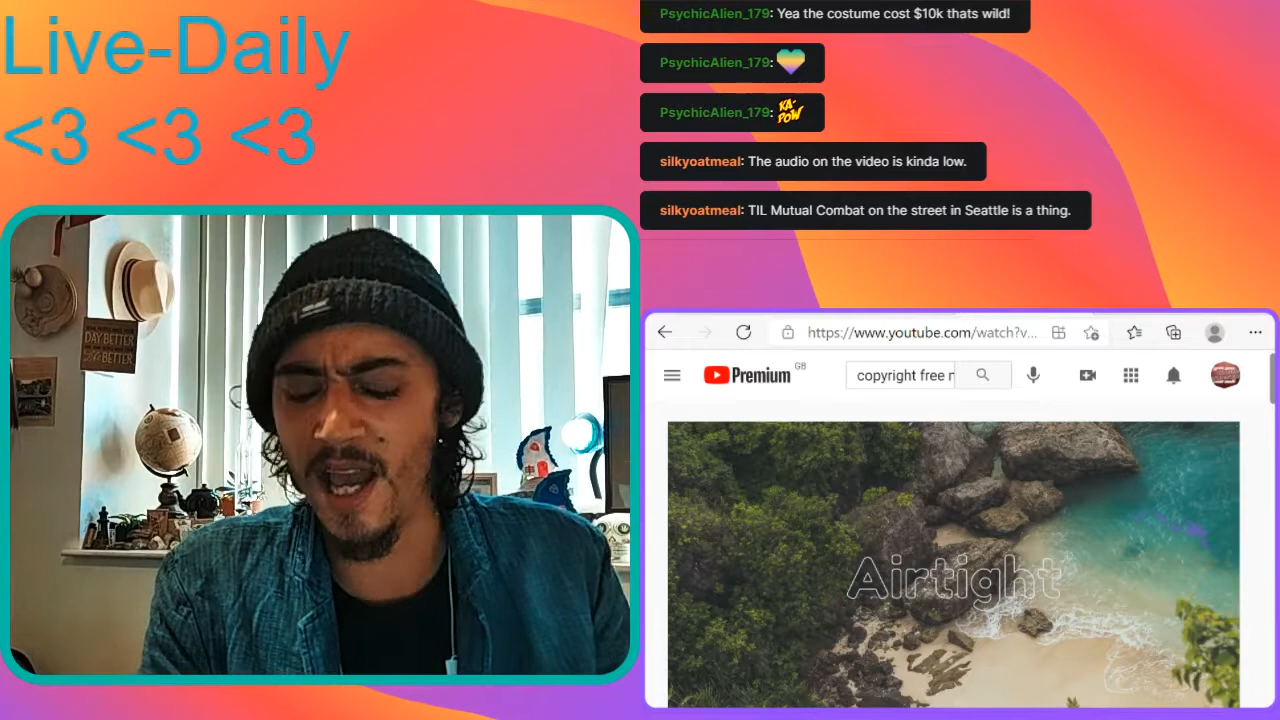 Live-Daily
<3 <3 <3
PsychicAlien_179: Yea the costume cost $10k thats wild!
PsychicAlien_179:
PsychicAlien_179: KA-
POW
silkyoatmeal: The audio on the video is kinda low.
silkyoatmeal: TIL Mutual Combat on the street in Seattle is a thing.
DAY BETTER
https://www.youtube.com/watch?v...
Premium GB
copyright free r
Airtight